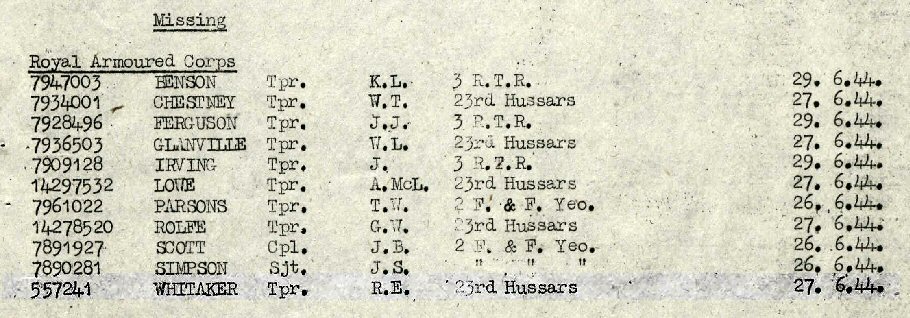 Missing
Royal Armoured Corps
7947003 BENSON Tpr. K.L. 3 R.T.R. 29. 6.44.
7934001 CHESTNEY Tpr. W.T. 23rd Hussars 27. 6.44.
7928496 FERGUSON Tpr. J.J. 3 R.T.R. 29. 6.44.
7936503 GLANVILLE Tpr. W.L. 23rd Hussars 27. 6.44.
7909128 IRVING Tpr. J. 3 R.T.R. 29. 6.44.
14297532 LOWE Tpr. A.McL. 23rd Hussars 27. 6.44.
7961022 PARSONS Tpr. T.W. 2 F. & F. Yeo. 26. 6.44.
14278520 ROLFE Tpr. G.W. 23rd Hussars 27. 6.44.
7891927 SCOTT Cpl. J.B. 2 F. & F. Yeo. 26. 6.44.
7890281 SIMPSON Sjt. J.S. " " " " 26. 6.44.
557241 WHITAKER Tpr. R.E. 23rd Hussars 27. 6.44.